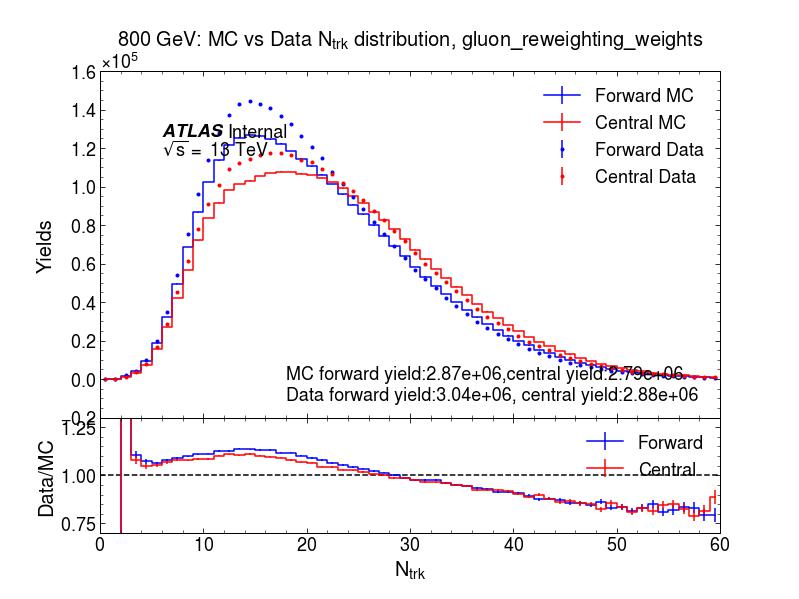 800 GeV: MC vs Data Ntrk distribution, gluon_reweighting_weights
×10⁵
1.6
1.4
1.2
1.0
0.8
0.6
0.4
0.2
0.0
0.2
Yields
ATLAS Internal
√s = 13 TeV
Forward MC
Central MC
Forward Data
Central Data
MC forward yield:2.87e+06,central yield:2.79e+06
Data forward yield:3.04e+06, central yield:2.88e+06
1.25
1.00
0.75
Data/MC
Forward
Central
0 10 20 30 40 50 60
Ntrk